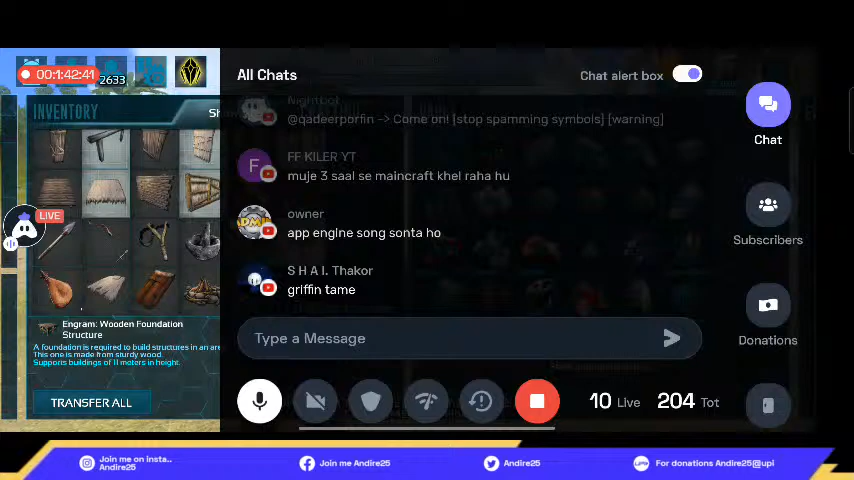 00:1:42:41
2633
INVENTORY
LIVE
Engram: Wooden Foundation
Structure
A foundation is required to build structures in an are
This one is made from sturdy wood.
Supports buildings of 11 meters in height.
TRANSFER ALL
All Chats
Chat alert box
Nightbot
@qadeerporfin -> Come on! [stop spamming symbols] [warning]
F
FF KILER YT
muje 3 saal se maincraft khel raha hu
owner
app engine song sonta ho
S H A I. Thakor
griffin tame
Type a Message
10 Live 204 Tot
Chat
Subscribers
Donations
Join me on insta..
Andire25
Join me Andire25
Andire25
UPI
For donations Andire25@upi